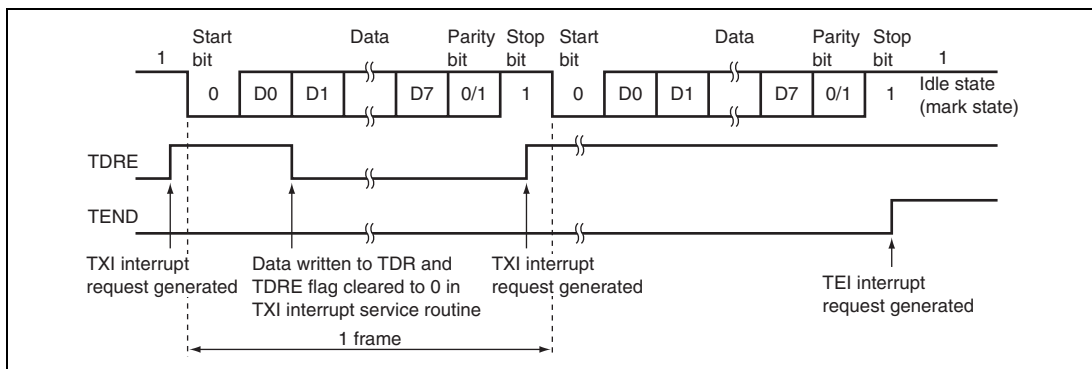 Start bit
Data
Parity bit
Stop bit
Start bit
Data
Parity bit
Stop bit
1
1
0
D0
D1
D7
0/1
1
0
D0
D1
D7
0/1
1
Idle state
(mark state)
TDRE
TEND
TXI interrupt
request generated
Data written to TDR and
TDRE flag cleared to 0 in
TXI interrupt service routine
TXI interrupt
request generated
TEI interrupt
request generated
1 frame